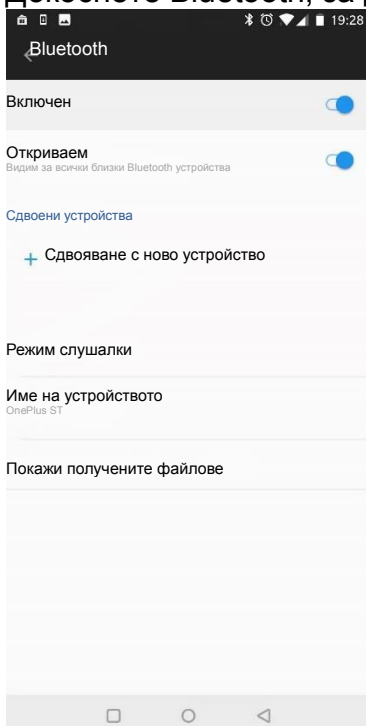 19:28
Bluetooth
Включен
Откриваем
Видим за всички близки Bluetooth устройства
Сдвоени устройства
+ Сдвояване с ново устройство
Режим слушалки
Име на устройството
OnePlus ST
Покажи получените файлове